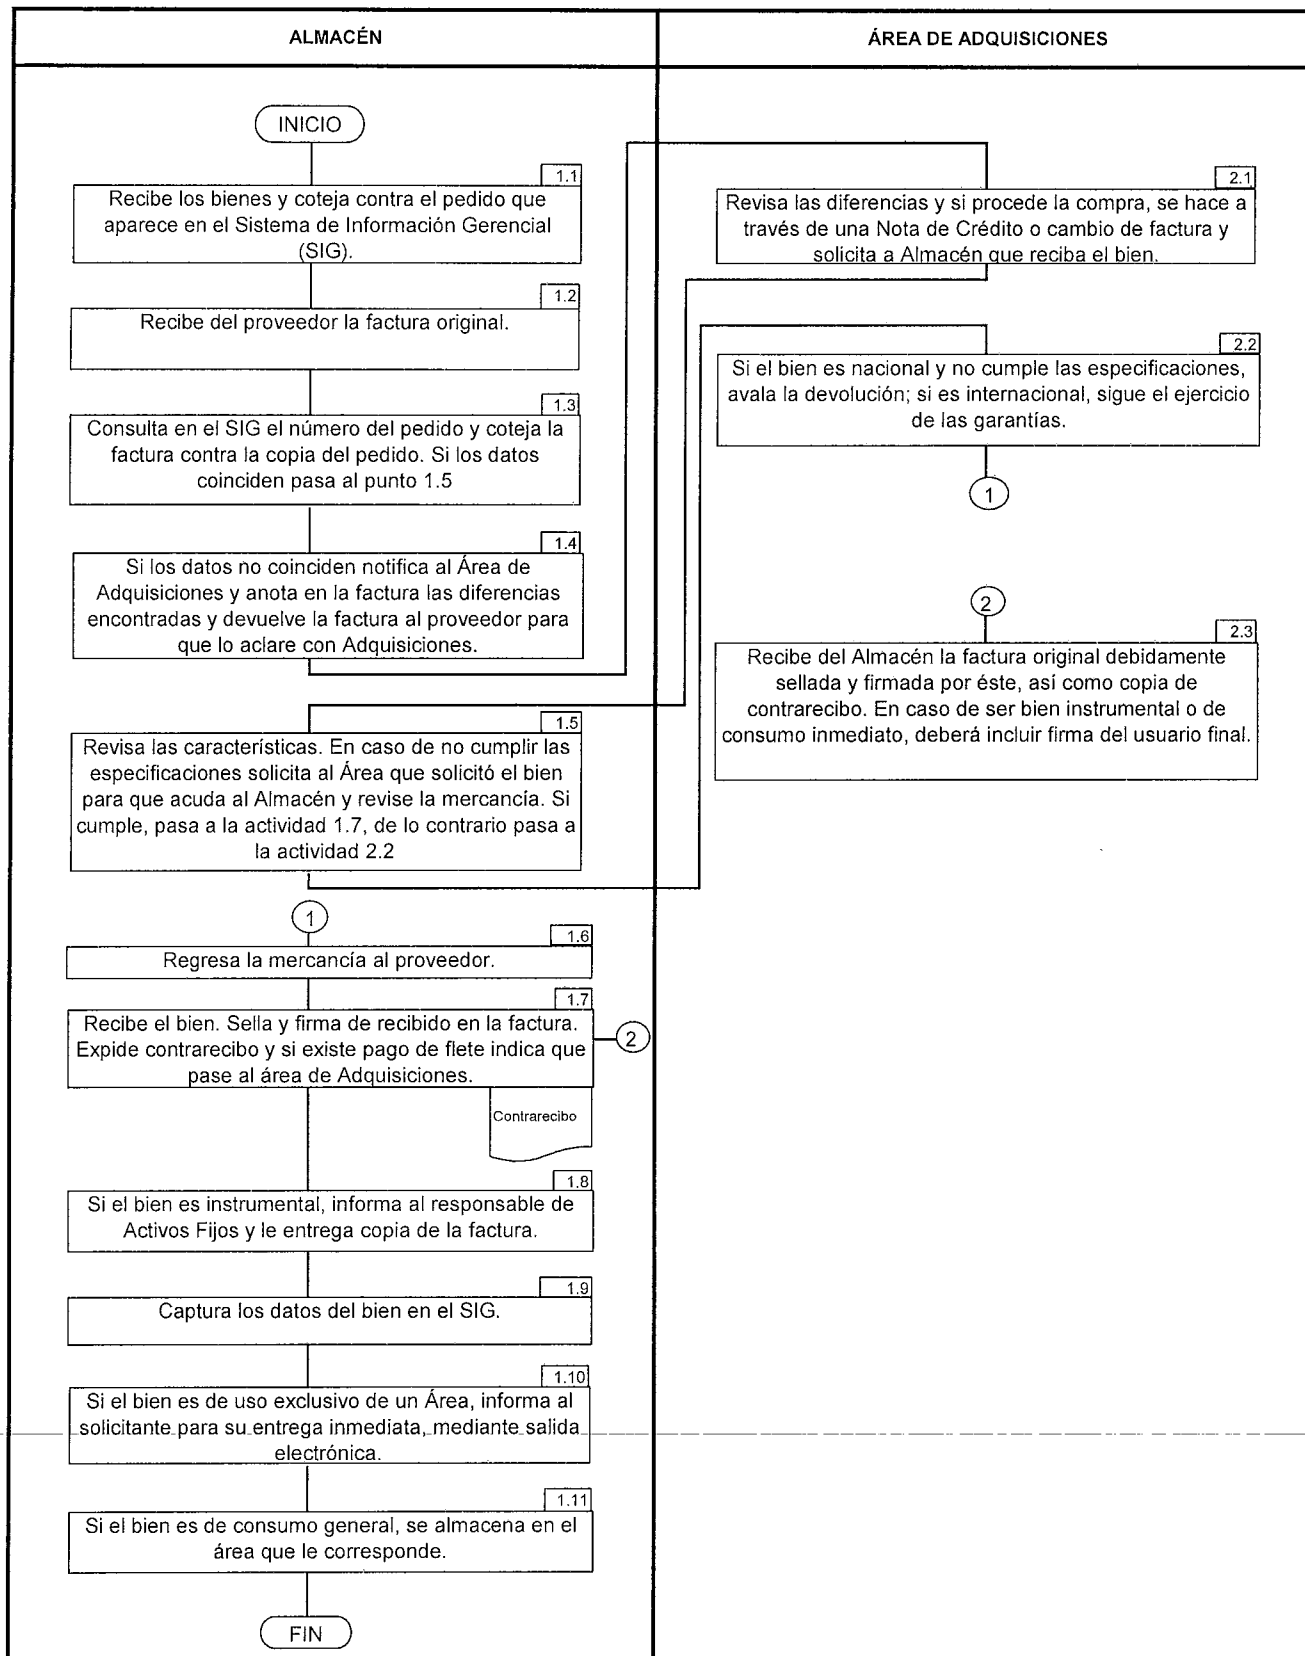 ALMACÉN
ÁREA DE ADQUISICIONES
INICIO
1.1
Recibe los bienes y coteja contra el pedido que
aparece en el Sistema de Información Gerencial
(SIG).
1.2
Recibe del proveedor la factura original.
1.3
Consulta en el SIG el número del pedido y coteja la
factura contra la copia del pedido. Si los datos
coinciden pasa al punto 1.5
1.4
Si los datos no coinciden notifica al Área de
Adquisiciones y anota en la factura las diferencias
encontradas y devuelve la factura al proveedor para
que lo aclare con Adquisiciones.
1.5
Revisa las características. En caso de no cumplir las
especificaciones solicita al Área que solicitó el bien
para que acuda al Almacén y revise la mercancía. Si
cumple, pasa a la actividad 1.7, de lo contrario pasa a
la actividad 2.2
1
1.6
Regresa la mercancía al proveedor.
1.7
Recibe el bien. Sella y firma de recibido en la factura.
Expide contrarecibo y si existe pago de flete indica que
pase al área de Adquisiciones.
2
Contrarecibo
1.8
Si el bien es instrumental, informa al responsable de
Activos Fijos y le entrega copia de la factura.
1.9
Captura los datos del bien en el SIG.
1.10
Si el bien es de uso exclusivo de un Área, informa al
solicitante para su entrega inmediata, mediante salida
electrónica.
1.11
Si el bien es de consumo general, se almacena en el
área que le corresponde.
FIN
2.1
Revisa las diferencias y si procede la compra, se hace a
través de una Nota de Crédito o cambio de factura y
solicita a Almacén que reciba el bien.
2.2
Si el bien es nacional y no cumple las especificaciones,
avala la devolución; si es internacional, sigue el ejercicio
de las garantías.
1
2
2.3
Recibe del Almacén la factura original debidamente
sellada y firmada por éste, así como copia de
contrarecibo. En caso de ser bien instrumental o de
consumo inmediato, deberá incluir firma del usuario final.